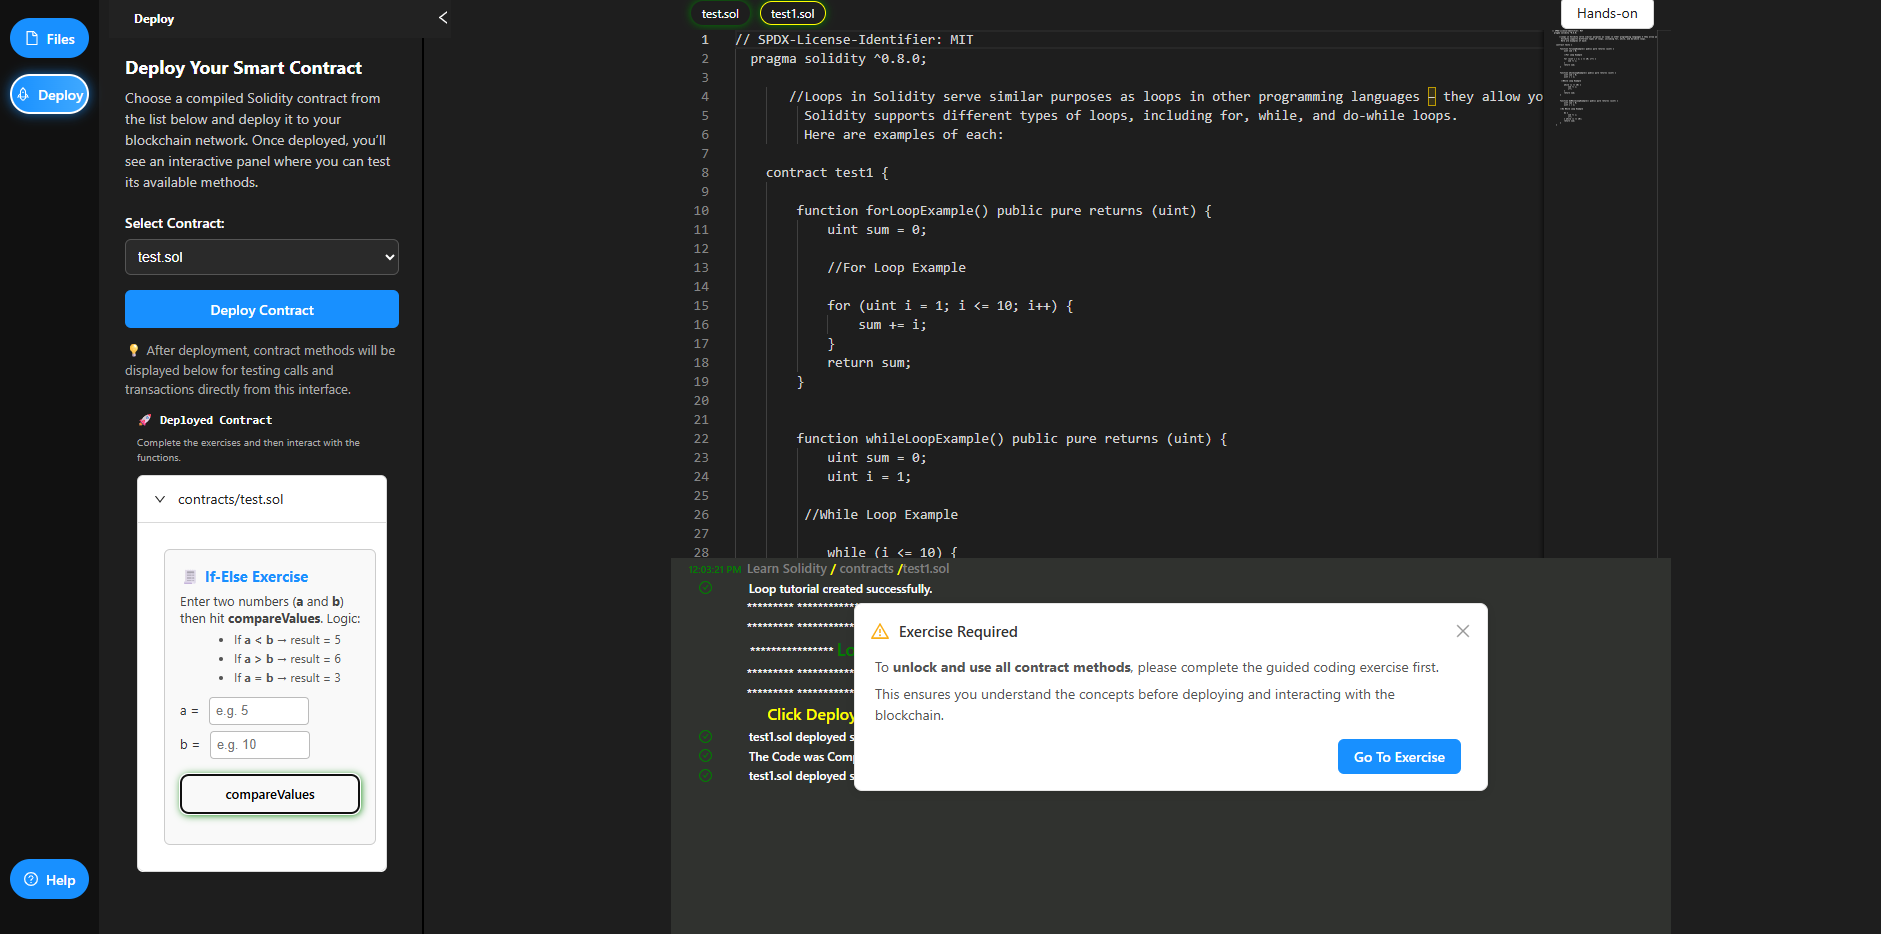 Files
Deploy
Help
Deploy
Deploy Your Smart Contract
Choose a compiled Solidity contract from
the list below and deploy it to your
blockchain network. Once deployed, you'll
see an interactive panel where you can test
its available methods.
Select Contract:
test.sol
Deploy Contract
💡 After deployment, contract methods will be
displayed below for testing calls and
transactions directly from this interface.
🚀 Deployed Contract
Complete the exercises and then interact with the
functions.
contracts/test.sol
If-Else Exercise
Enter two numbers (a and b)
then hit compareValues. Logic:
• If a < b → result = 5
• If a > b → result = 6
• If a = b → result = 3
a = e.g. 5
b = e.g. 10
compareValues
test.sol test1.sol
Hands-on
1 // SPDX-License-Identifier: MIT
2 pragma solidity ^0.8.0;
3
4 //Loops in Solidity serve similar purposes as loops in other programming languages – they allow yo
5 Solidity supports different types of loops, including for, while, and do-while loops.
6 Here are examples of each:
7
8 contract test1 {
9
10 function forLoopExample() public pure returns (uint) {
11 uint sum = 0;
12
13 //For Loop Example
14
15 for (uint i = 1; i <= 10; i++) {
16 sum += i;
17 }
18 return sum;
19 }
20
21
22 function whileLoopExample() public pure returns (uint) {
23 uint sum = 0;
24 uint i = 1;
25
26 //While Loop Example
27
28 while (i <= 10) {
12:03:21 PM Learn Solidity / contracts /test1.sol
Loop tutorial created successfully.
********* ************
********* ************
**************** Lo
********* ************
********* ************
Click Deploy
test1.sol deployed s
The Code was Com
test1.sol deployed s
Exercise Required
To unlock and use all contract methods, please complete the guided coding exercise first.
This ensures you understand the concepts before deploying and interacting with the
blockchain.
Go To Exercise